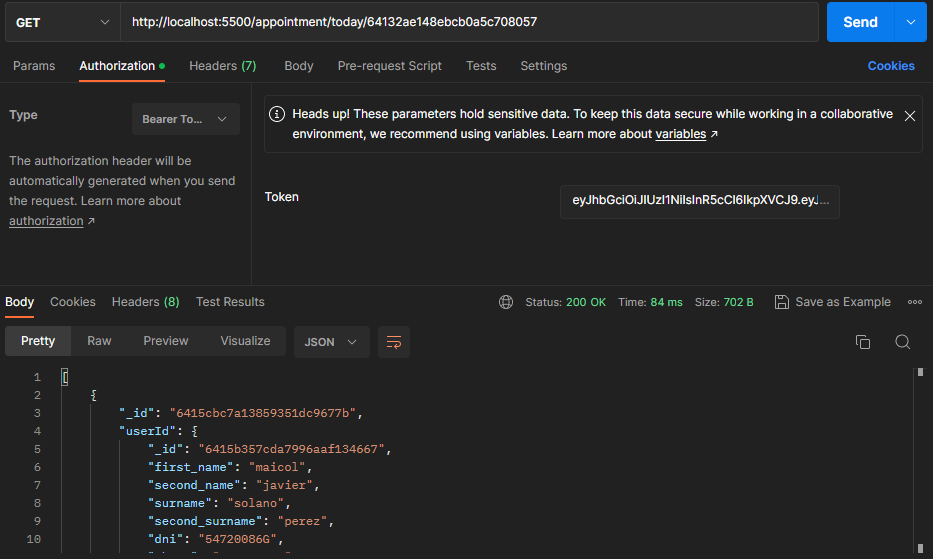 GET http://localhost:5500/appointment/today/64132ae148ebcb0a5c708057 Send
Params Authorization Headers (7) Body Pre-request Script Tests Settings Cookies
Type Bearer To...
The authorization header will be
automatically generated when you send
the request. Learn more about
authorization ↗
Heads up! These parameters hold sensitive data. To keep this data secure while working in a collaborative
environment, we recommend using variables. Learn more about variables ↗
Token eyJhbGciOiJIUzI1NiIsInR5cCI6IkpXVCJ9.eyJ...
Body Cookies Headers (8) Test Results Status: 200 OK Time: 84 ms Size: 702 B Save as Example
Pretty Raw Preview Visualize JSON
1 [
2 {
3 "_id": "6415cbc7a13859351dc9677b",
4 "userId": {
5 "_id": "6415b357cda7996aaf134667",
6 "first_name": "maicol",
7 "second_name": "javier",
8 "surname": "solano",
9 "second_surname": "perez",
10 "dni": "54720086G",